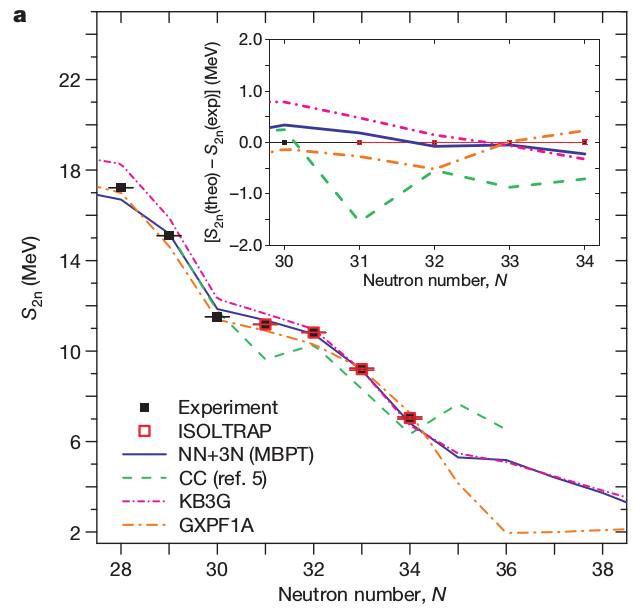 a
22
18
14
10
6
2
S2n (MeV)
28
30
32
34
36
38
Neutron number, N
2.0
1.0
0.0
−1.0
−2.0
[S2n(theo) − S2n(exp)] (MeV)
30
31
32
33
34
Neutron number, N
Experiment
ISOLTRAP
NN+3N (MBPT)
CC (ref. 5)
KB3G
GXPF1A